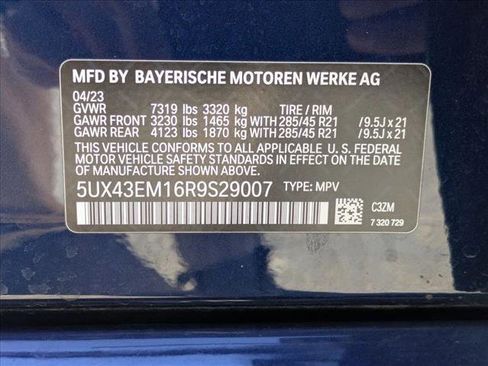 MFD BY BAYERISCHE MOTOREN WERKE AG
04/23
GVWR 7319 lbs 3320 kg TIRE / RIM
GAWR FRONT 3230 lbs 1465 kg WITH 285/45 R21 /9.5J x 21
GAWR REAR 4123 lbs 1870 kg WITH 285/45 R21 /9.5J x 21
THIS VEHICLE CONFORMS TO ALL APPLICABLE U.S. FEDERAL
MOTOR VEHICLE SAFETY STANDARDS IN EFFECT
ON THE DATE OF MANUFACTURE SHOWN ABOVE.
5UX43EM16R9S29007 TYPE: MPV
C3ZM
7 320 729